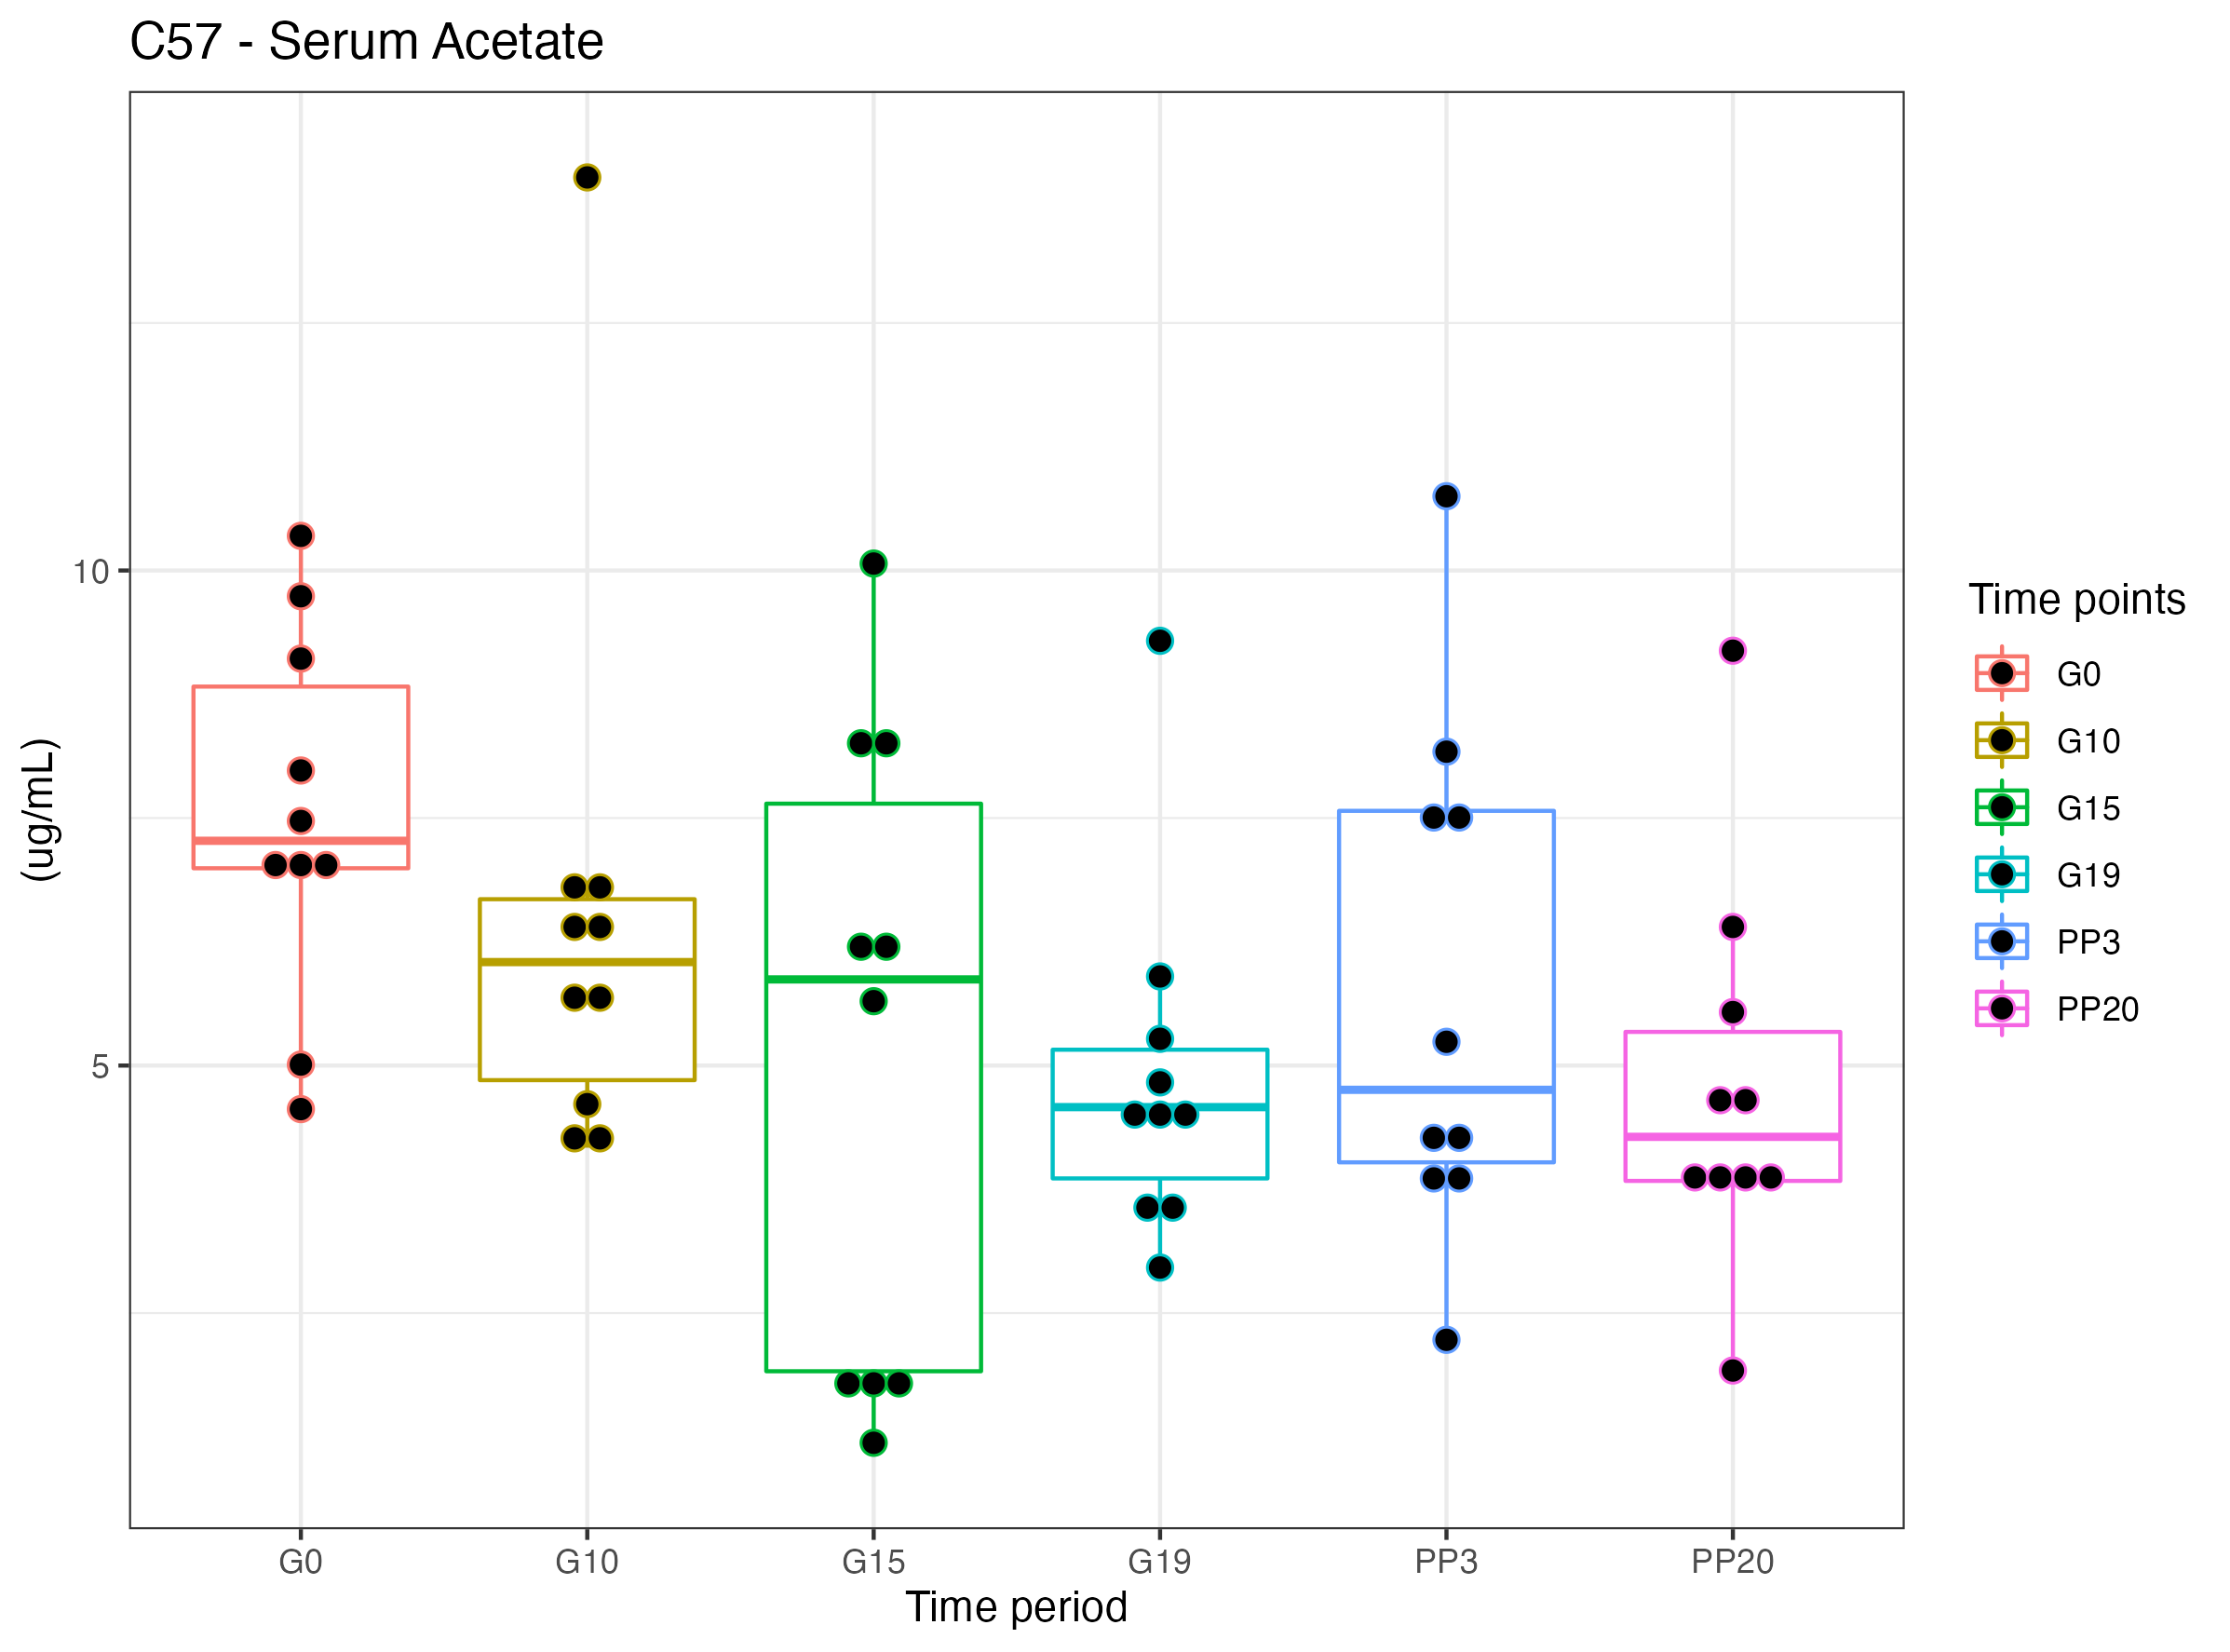 C57 - Serum Acetate
(ug/mL)
10
5
G0
G10
G15
G19
PP3
PP20
Time period
Time points
G0
G10
G15
G19
PP3
PP20